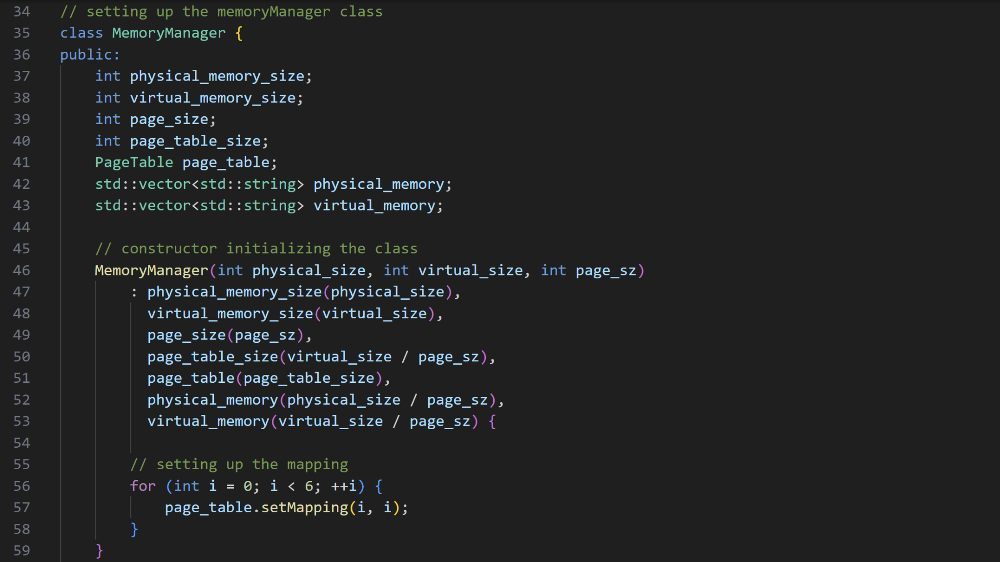 34 // setting up the memoryManager class
35 class MemoryManager {
36 public:
37     int physical_memory_size;
38     int virtual_memory_size;
39     int page_size;
40     int page_table_size;
41     PageTable page_table;
42     std::vector<std::string> physical_memory;
43     std::vector<std::string> virtual_memory;
44
45     // constructor initializing the class
46     MemoryManager(int physical_size, int virtual_size, int page_sz)
47         : physical_memory_size(physical_size),
48           virtual_memory_size(virtual_size),
49           page_size(page_sz),
50           page_table_size(virtual_size / page_sz),
51           page_table(page_table_size),
52           physical_memory(physical_size / page_sz),
53           virtual_memory(virtual_size / page_sz) {
54
55         // setting up the mapping
56         for (int i = 0; i < 6; ++i) {
57             page_table.setMapping(i, i);
58         }
59     }